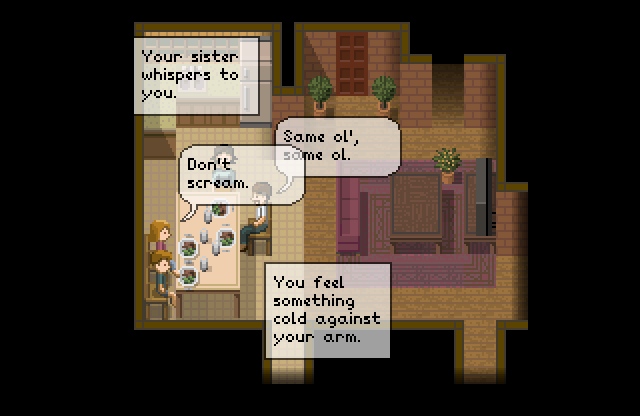 Your sister
whispers to
you.
Same ol',
same ol.
Don't
scream.
You feel
something
cold against
your arm.